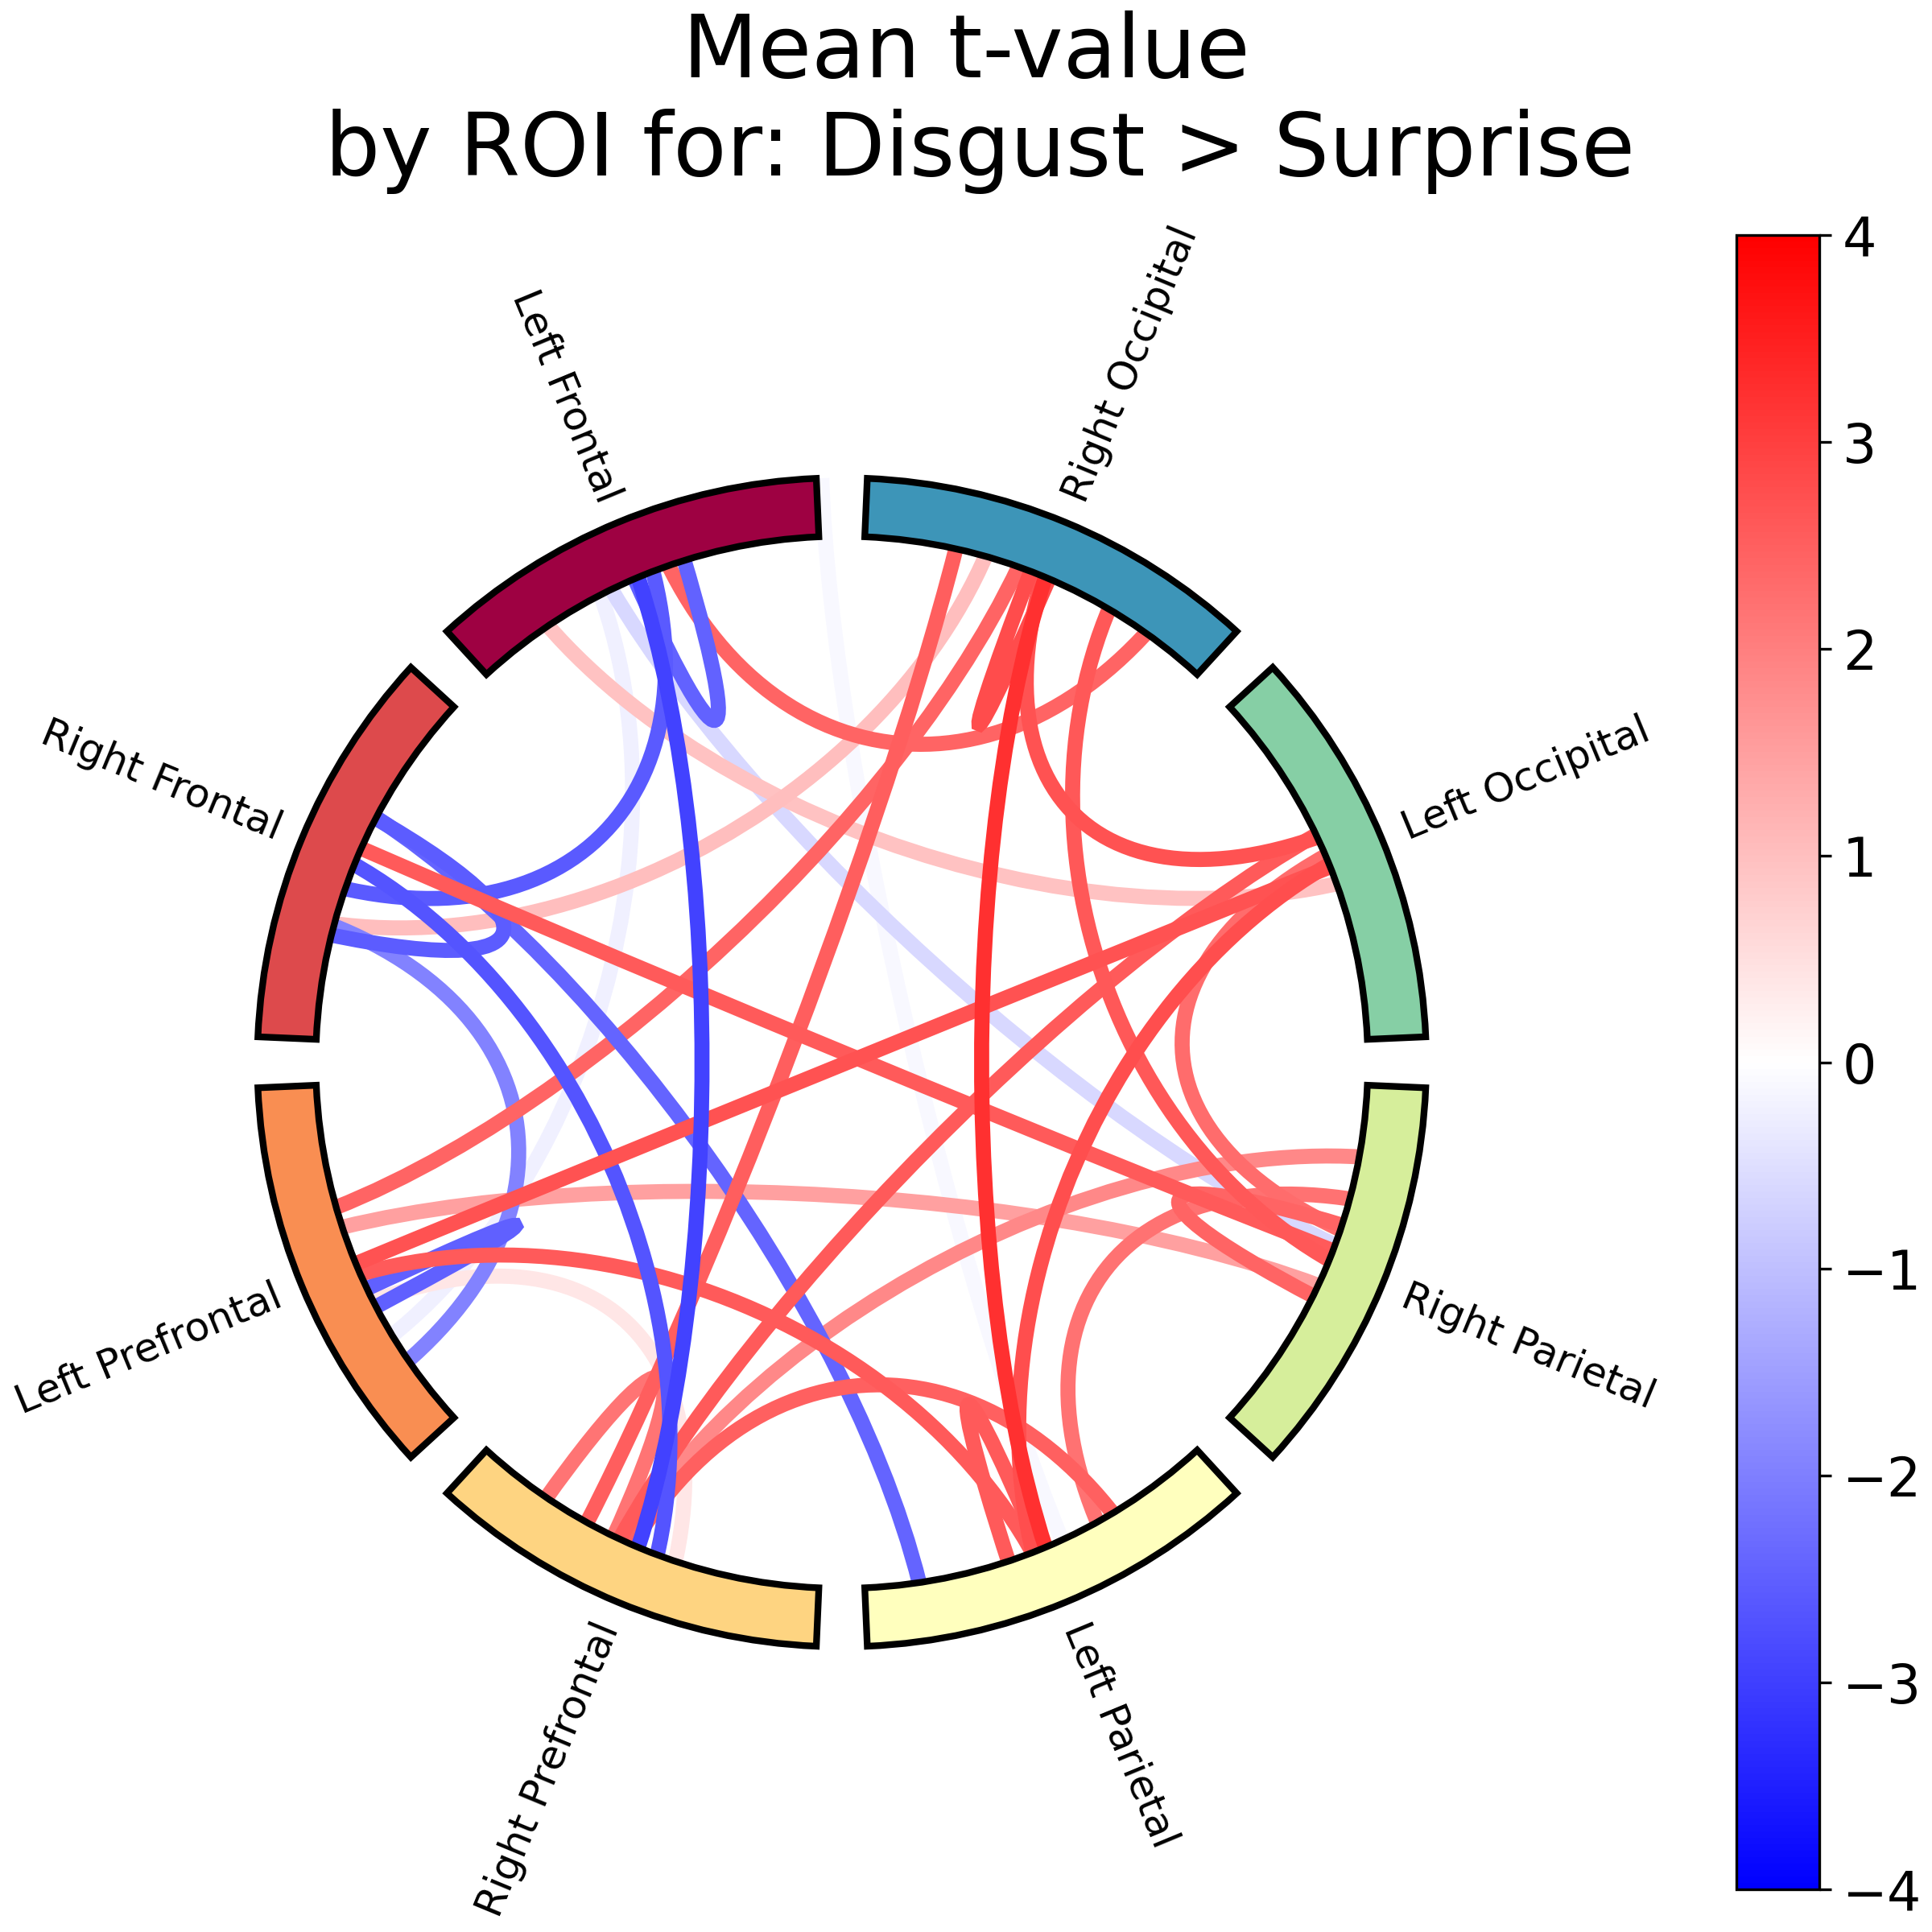 Mean t-value
by ROI for: Disgust > Surprise
Right Occipital
Left Frontal
Left Occipital
Right Frontal
Right Parietal
Left Prefrontal
Left Parietal
Right Prefrontal
4
3
2
1
0
−1
−2
−3
−4